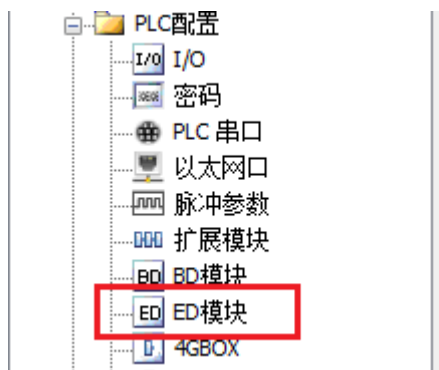 PLC配置
I/O I/O
密码
PLC 串口
以太网口
脉冲参数
扩展模块
BD BD模块
ED ED模块
4GBOX